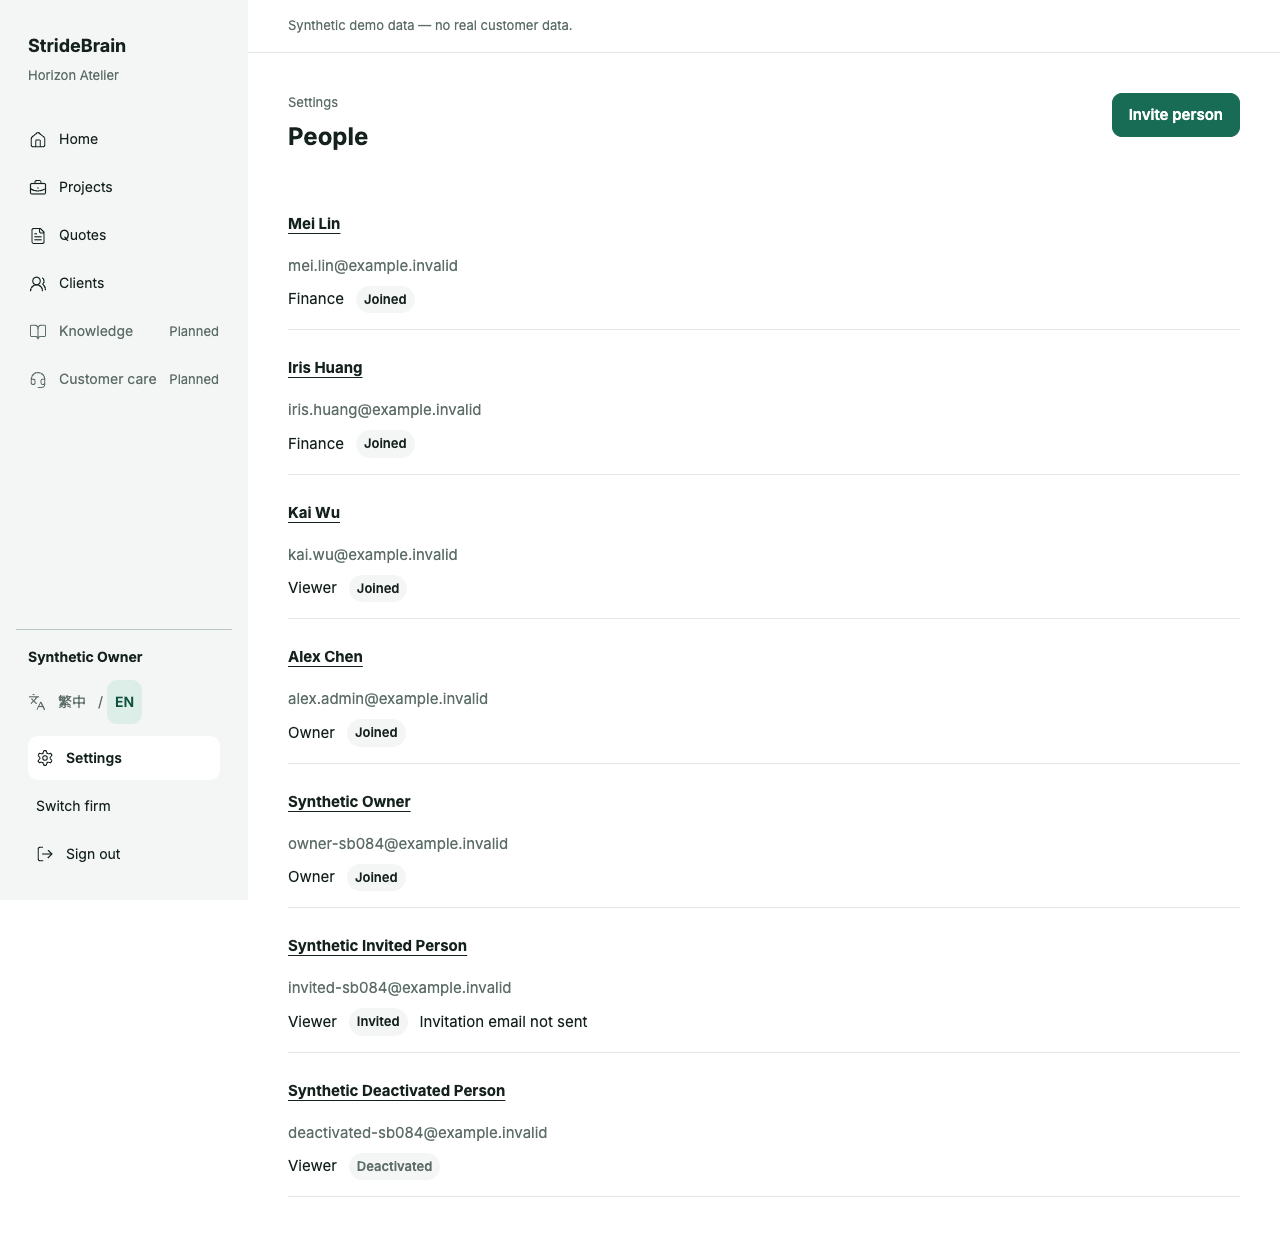 StrideBrain
Horizon Atelier
Home
Projects
Quotes
Clients
Knowledge Planned
Customer care Planned
Synthetic Owner
繁中 / EN
Settings
Switch firm
Sign out
Synthetic demo data — no real customer data.
Settings
People
Invite person
Mei Lin
mei.lin@example.invalid
Finance Joined
Iris Huang
iris.huang@example.invalid
Finance Joined
Kai Wu
kai.wu@example.invalid
Viewer Joined
Alex Chen
alex.admin@example.invalid
Owner Joined
Synthetic Owner
owner-sb084@example.invalid
Owner Joined
Synthetic Invited Person
invited-sb084@example.invalid
Viewer Invited Invitation email not sent
Synthetic Deactivated Person
deactivated-sb084@example.invalid
Viewer Deactivated